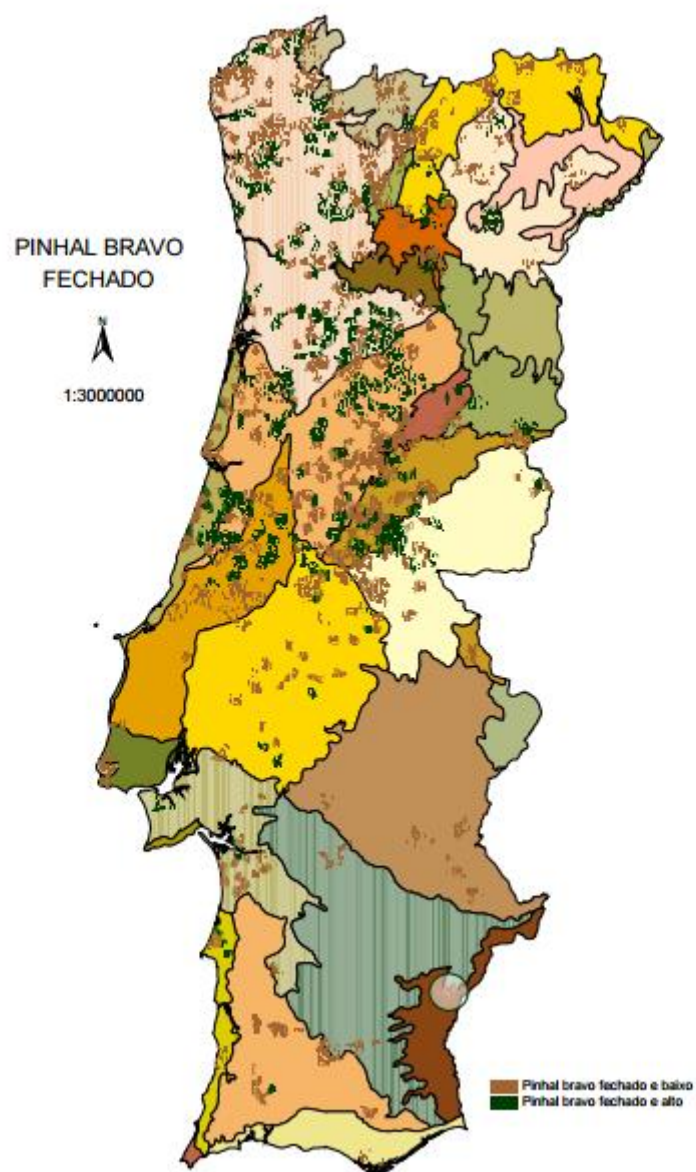 PINHAL BRAVO
FECHADO
N
1:3000000
Pinhal bravo fechado e baixo
Pinhal bravo fechado e alto